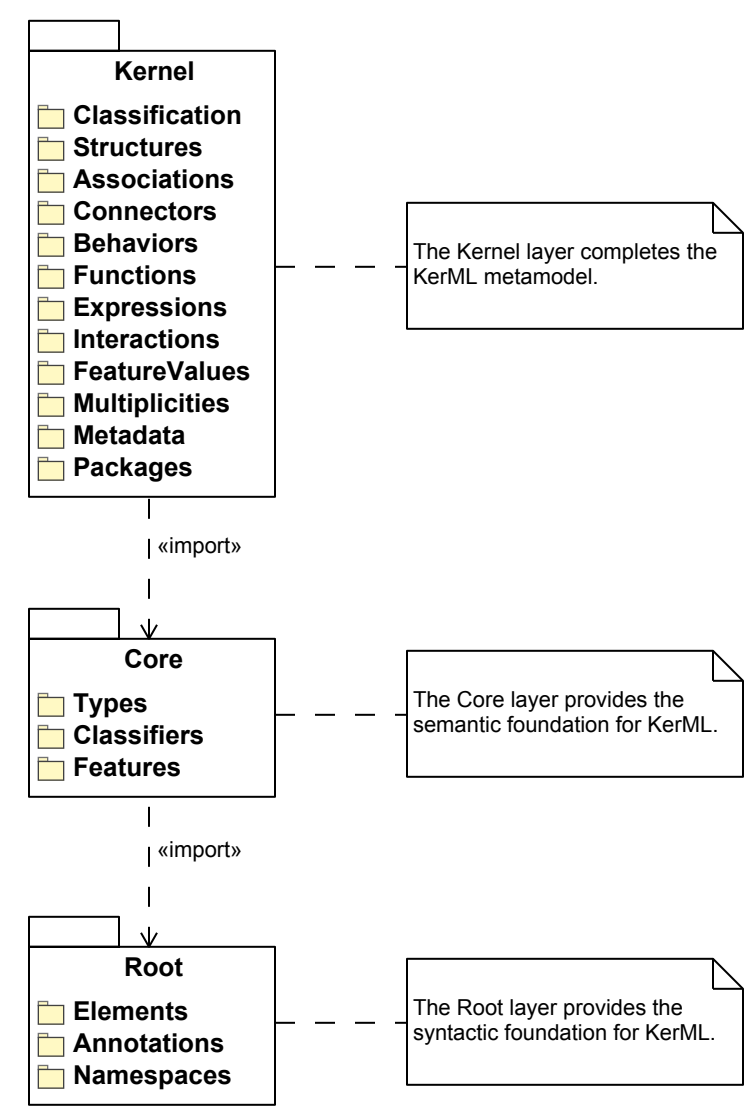 Kernel
Classification
Structures
Associations
Connectors
Behaviors
Functions
Expressions
Interactions
FeatureValues
Multiplicities
Metadata
Packages
The Kernel layer completes the
KerML metamodel.
«import»
Core
Types
Classifiers
Features
The Core layer provides the
semantic foundation for KerML.
«import»
Root
Elements
Annotations
Namespaces
The Root layer provides the
syntactic foundation for KerML.